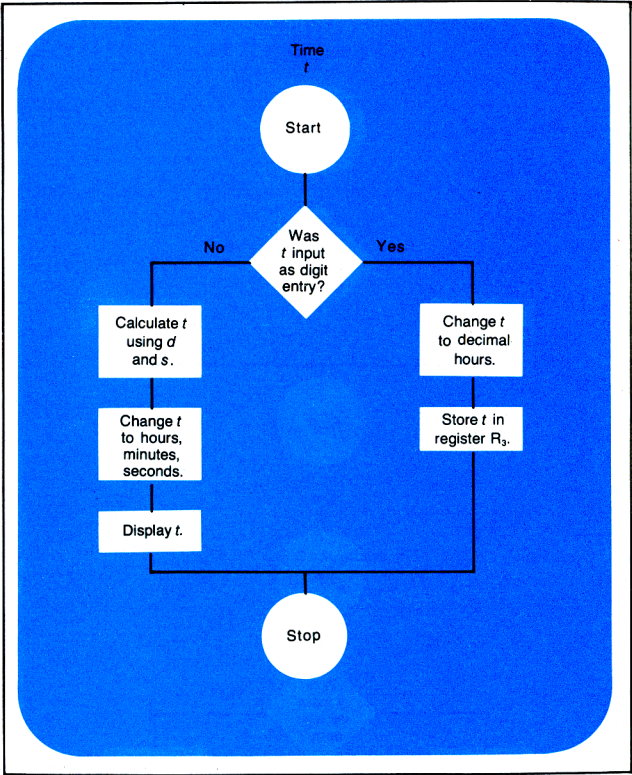 Time
t
Start
Was
t input
as digit
entry?
No
Yes
Calculate t
using d
and s.
Change t
to hours,
minutes,
seconds.
Display t.
Change t
to decimal
hours.
Store t in
register R₃.
Stop